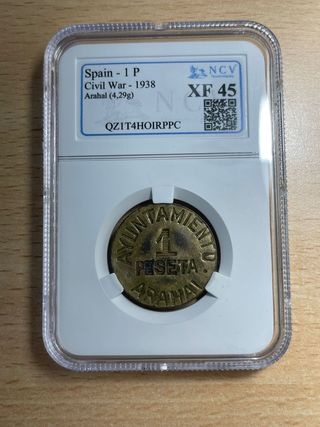 Spain - 1 P
Civil War - 1938
Arahal (4,29g)
NCV
XF 45
QZ1T4HOIRPPC
AYUNTAMIENTO
1
PESETA
ARAHAL